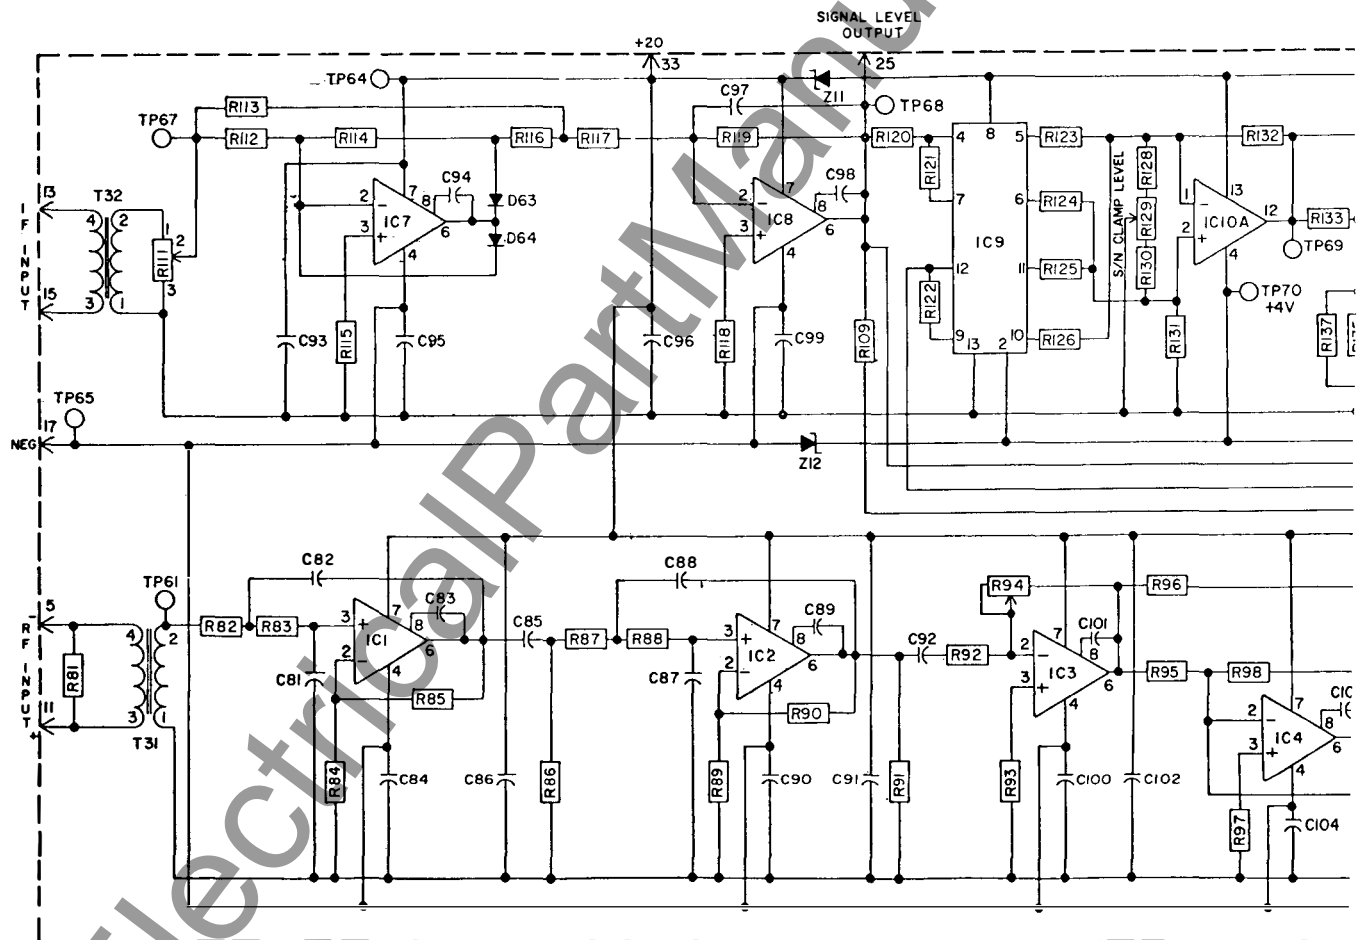 SIGNAL LEVEL
OUTPUT
+20
33
25
TP64
Z11
C97
TP68
R113
TP67
R112
R114
R116
R117
R119
R120
4
8
5
R123
R132
R121
R128
C94
C98
13
T32
7
8
D63
7
8
7
6
R124
S/N CLAMP LEVEL
R129
1
13
IF INPUT
4
2
1
2
R111
3
2
-
IC7
3
+
6
4
D64
2
-
IC8
3
+
6
4
IC9
2
+
IC10A
12
R133
4
TP69
12
11
R125
R130
15
3
1
R122
TP70
+4V
C93
R115
C95
C96
R118
C99
R109
9
13
2
10
R126
R131
R137
TP65
17
NEG
Z12
C82
C88
TP61
R94
R96
5
-
RF INPUT
4
2
R82
R83
3
+
7
8
C83
IC1
6
C85
R87
R88
3
+
7
8
C89
IC2
6
C92
R92
2
-
7
C101
8
IC3
6
R95
R98
R81
2
-
4
R85
C81
2
-
4
R90
C87
3
+
4
11
+
3
1
T31
7
8
2
-
IC4
3
+
6
4
R84
C84
C86
R86
R89
C90
C91
R91
R93
C100
C102
R97
C104
ElectricalPartManu